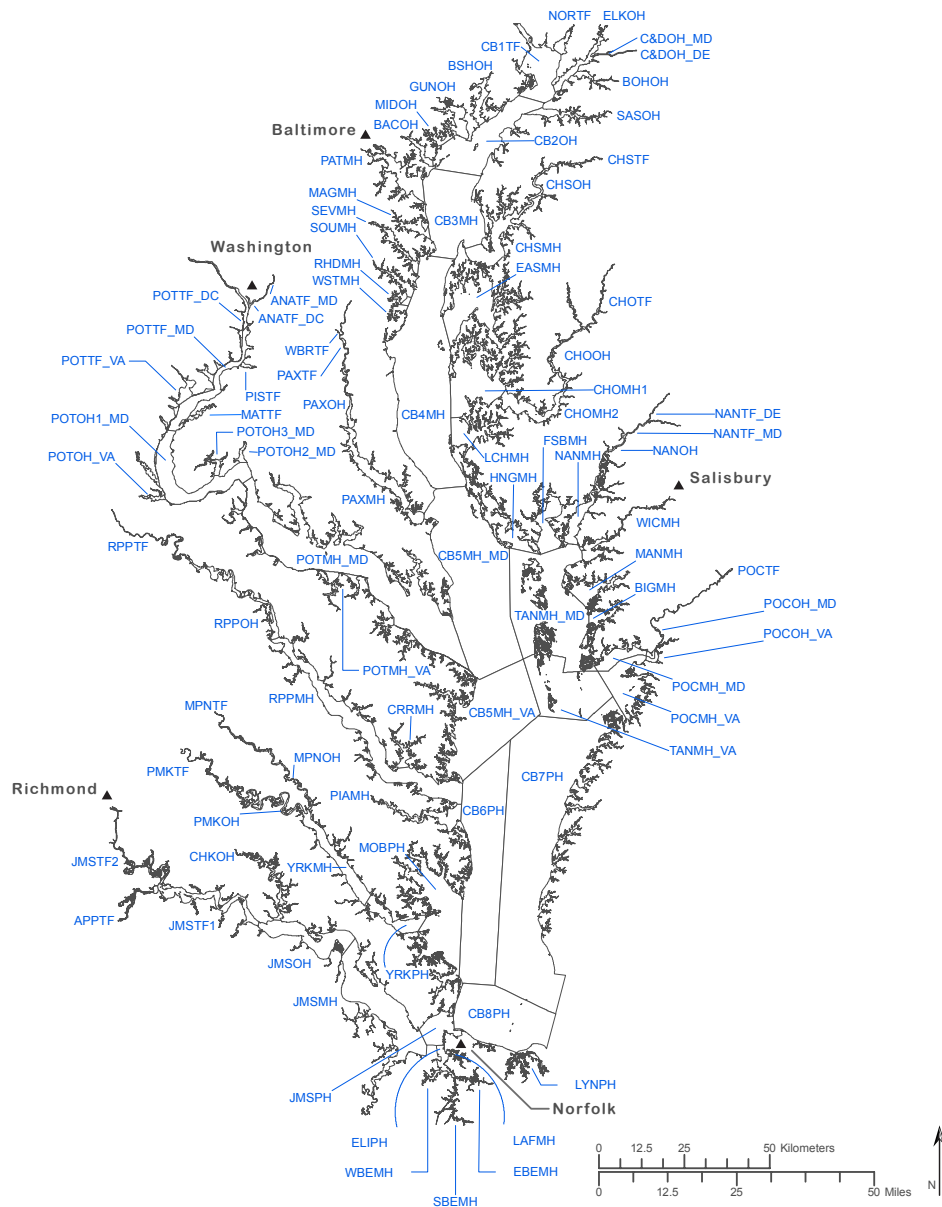 NORTF
ELKOH
CB1TF
C&DOH_MD
C&DOH_DE
BSHOH
BOHOH
GUNOH
MIDOH
SASOH
BACOH
Baltimore
CB2OH
PATMH
CHSTF
CHSOH
MAGMH
SEVMH
CB3MH
SOUMH
Washington
CHSMH
RHDMH
EASMH
WSTMH
POTTF_DC
ANATF_MD
CHOTF
ANATF_DC
POTTF_MD
WBRTF
POTTF_VA
CHOOH
PISTF
PAXTF
CHOMH1
CB4MH
PAXOH
MATTF
CHOMH2
NANTF_DE
POTOH1_MD
POTOH3_MD
NANTF_MD
POTOH2_MD
FSBMH
NANOH
POTOH_VA
LCHMH
NANMH
HNGMH
Salisbury
PAXMH
WICMH
RPPTF
POTMH_MD
CB5MH_MD
MANMH
POCTF
BIGMH
POCOH_MD
TANMH_MD
RPPOH
POCOH_VA
POTMH_VA
POCMH_MD
RPPMH
MPNTF
CRRMH
CB5MH_VA
POCMH_VA
TANMH_VA
MPNOH
PMKTF
CB7PH
Richmond
PIAMH
CB6PH
PMKOH
MOBPH
JMSTF2
CHKOH
YRKMH
APPTF
JMSTF1
JMSOH
YRKPH
JMSMH
CB8PH
JMSPH
LYNPH
Norfolk
ELIPH
LAFMH
WBEMH
EBEMH
SBEMH
0 12.5 25 50 Kilometers
0 12.5 25 50 Miles
N